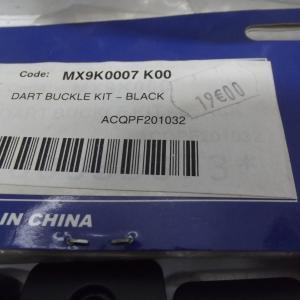 Code: MX9K0007 K00
DART BUCKLE KIT - BLACK
19€00
ACQPF201032
IN CHINA